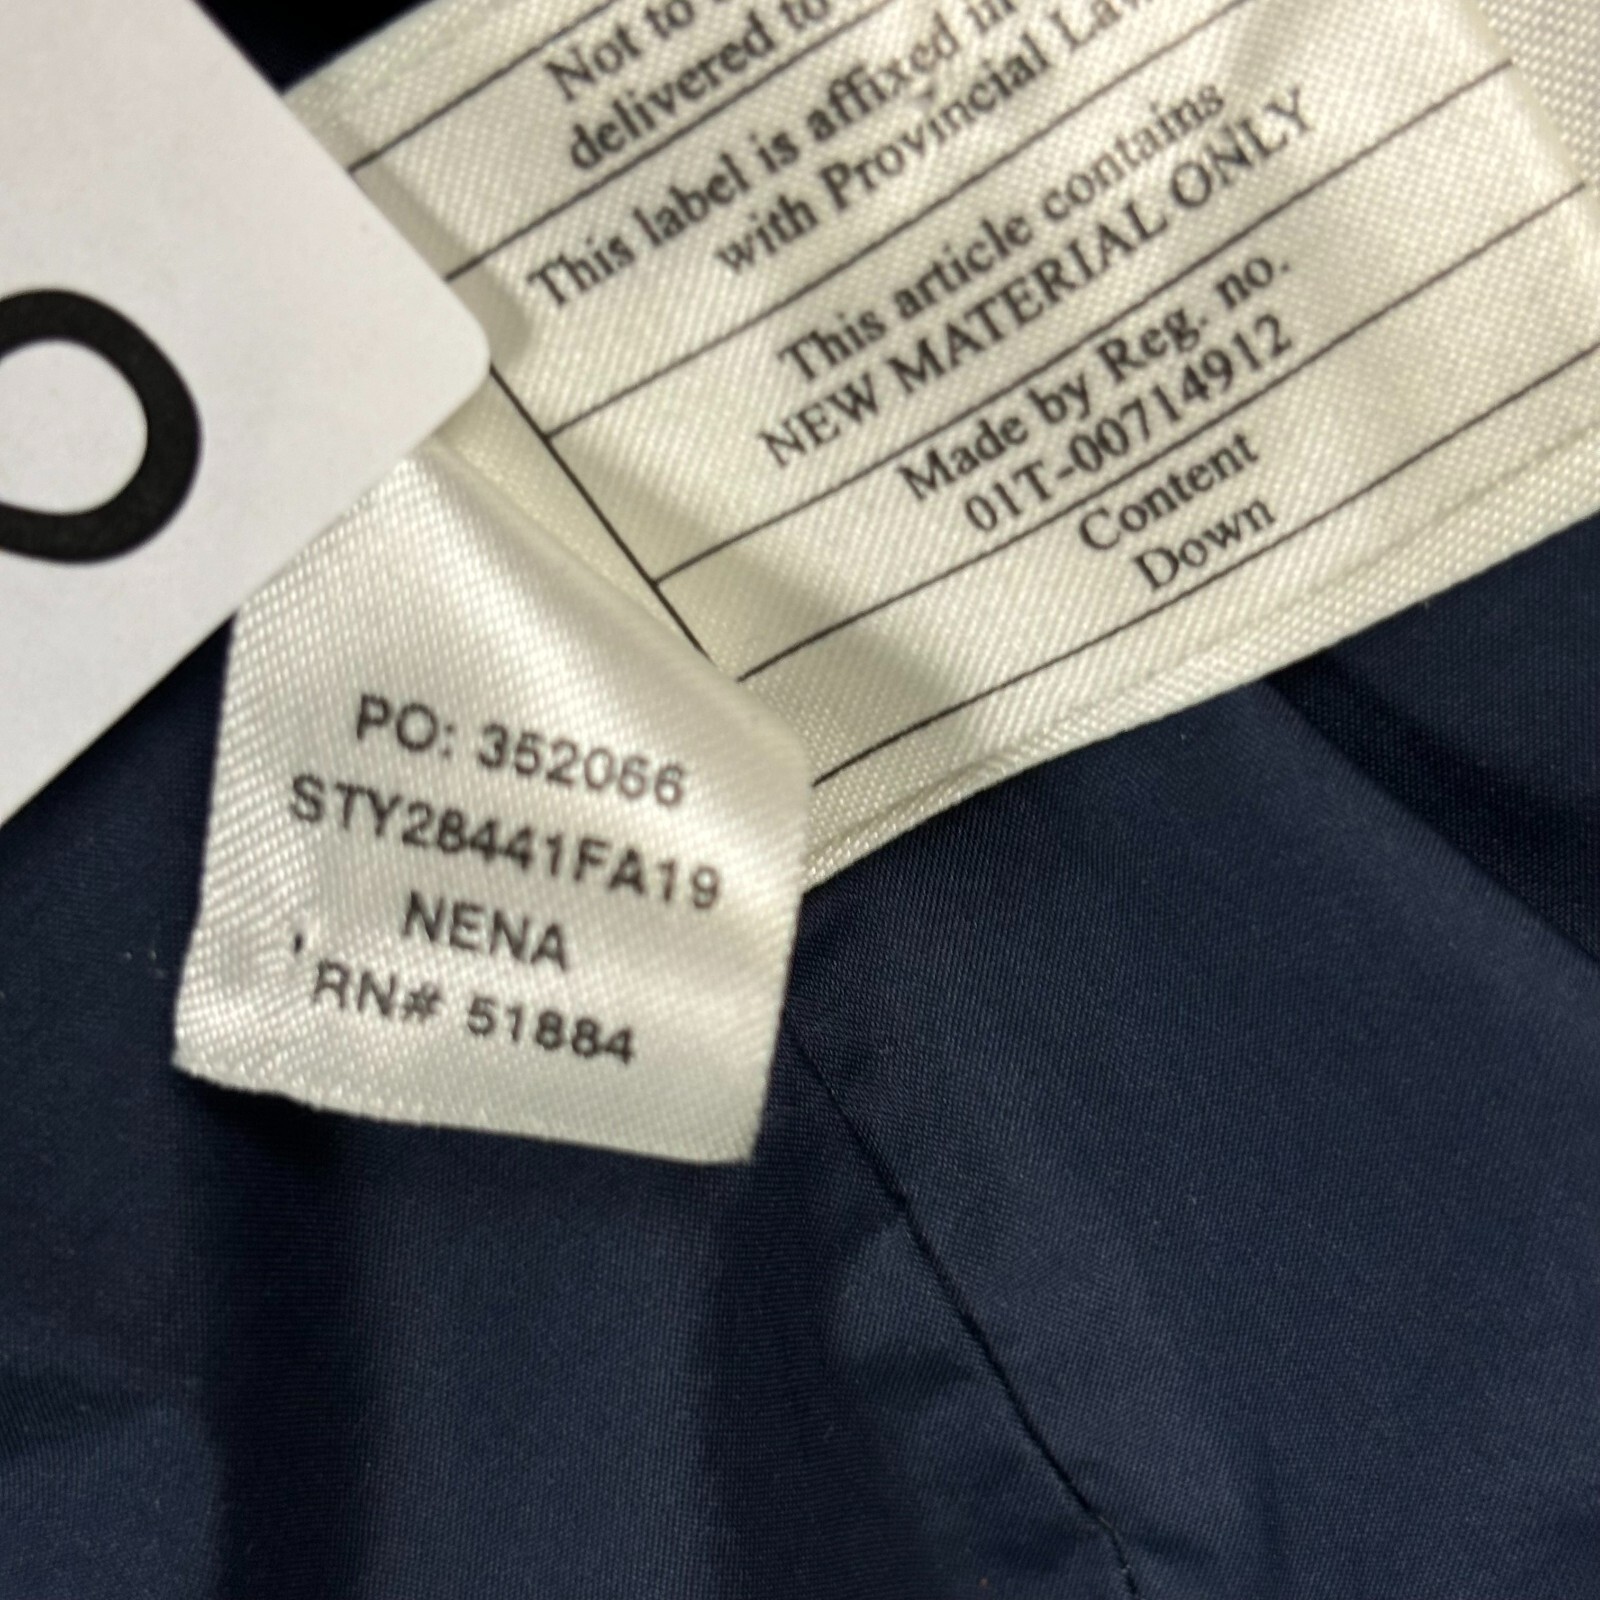 Not to
delivered to
This label is affixed in
with Provincial Law
This article contains
NEW MATERIAL ONLY
Made by Reg. no.
01T-00714912
Content
Down
PO: 352066
STY28441FA19
NENA
RN# 51884